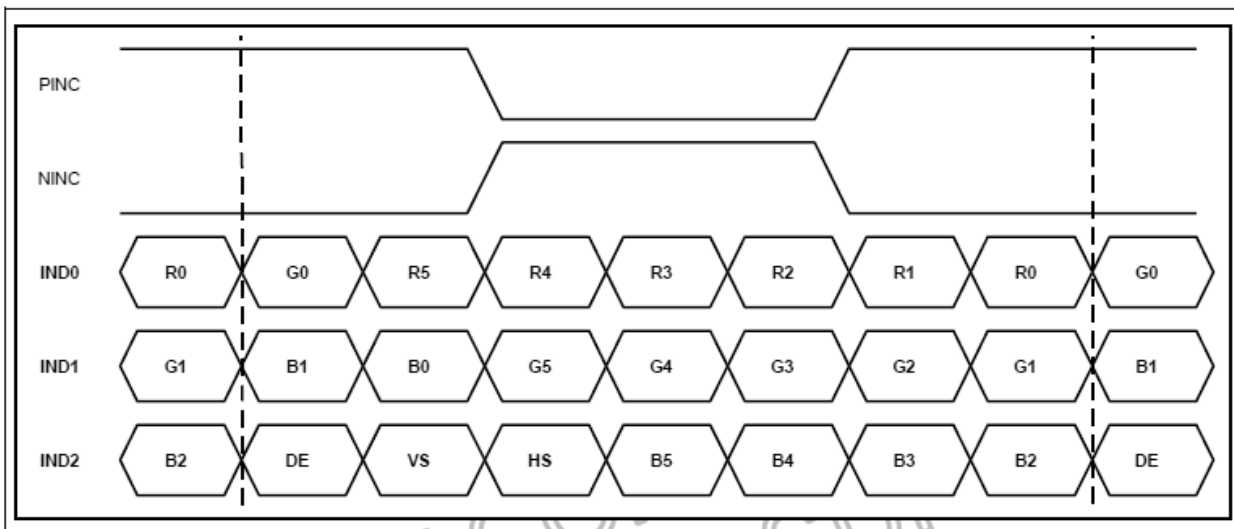 PINC
NINC
IND0 R0 G0 R5 R4 R3 R2 R1 R0 G0
IND1 G1 B1 B0 G5 G4 G3 G2 G1 B1
IND2 B2 DE VS HS B5 B4 B3 B2 DE